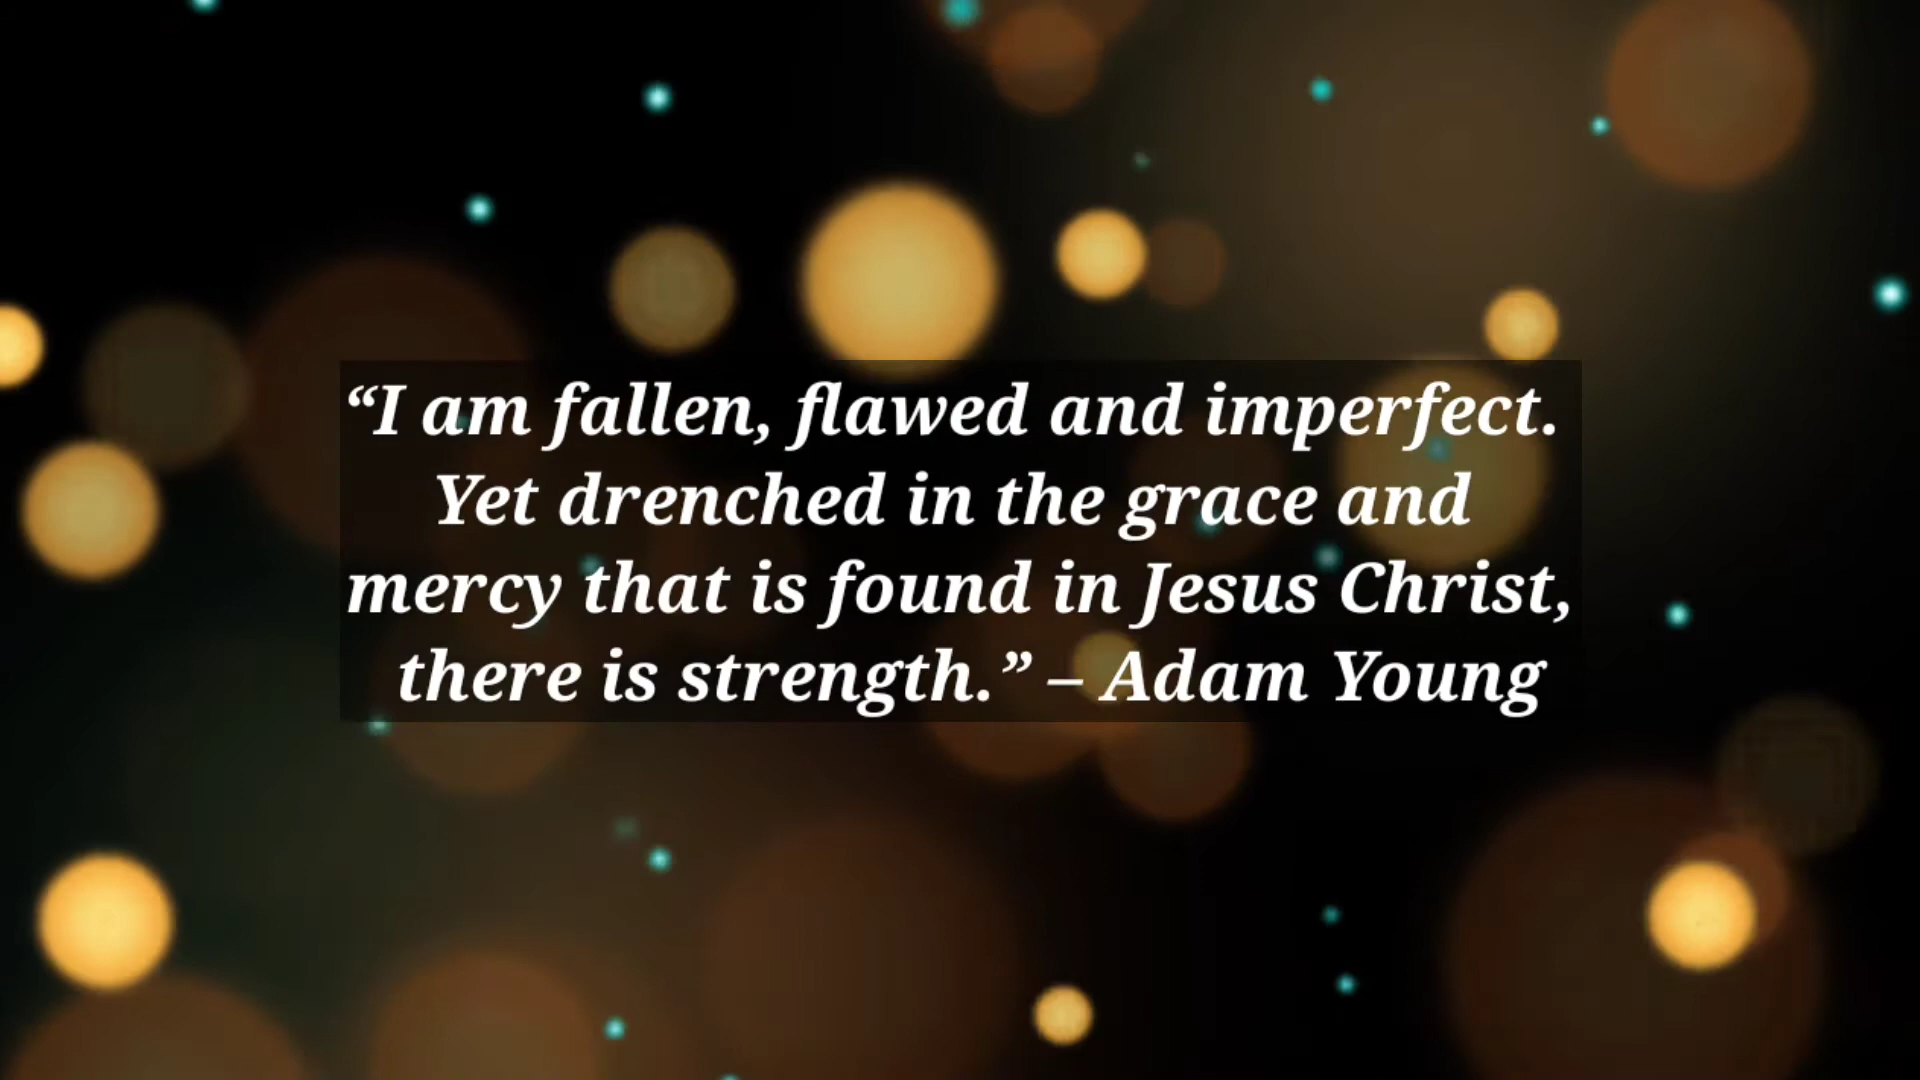 “I am fallen, flawed and imperfect.
Yet drenched in the grace and
mercy that is found in Jesus Christ,
there is strength.” – Adam Young